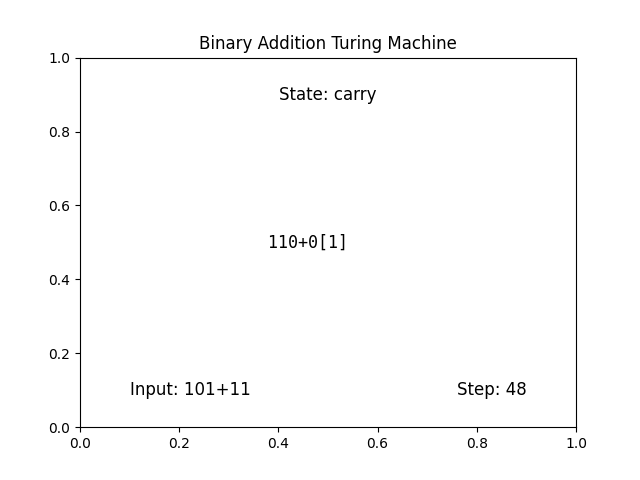 Binary Addition Turing Machine
State: carry
110+0[1]
Input: 101+11
Step: 48
1.0
0.8
0.6
0.4
0.2
0.0
0.0 0.2 0.4 0.6 0.8 1.0